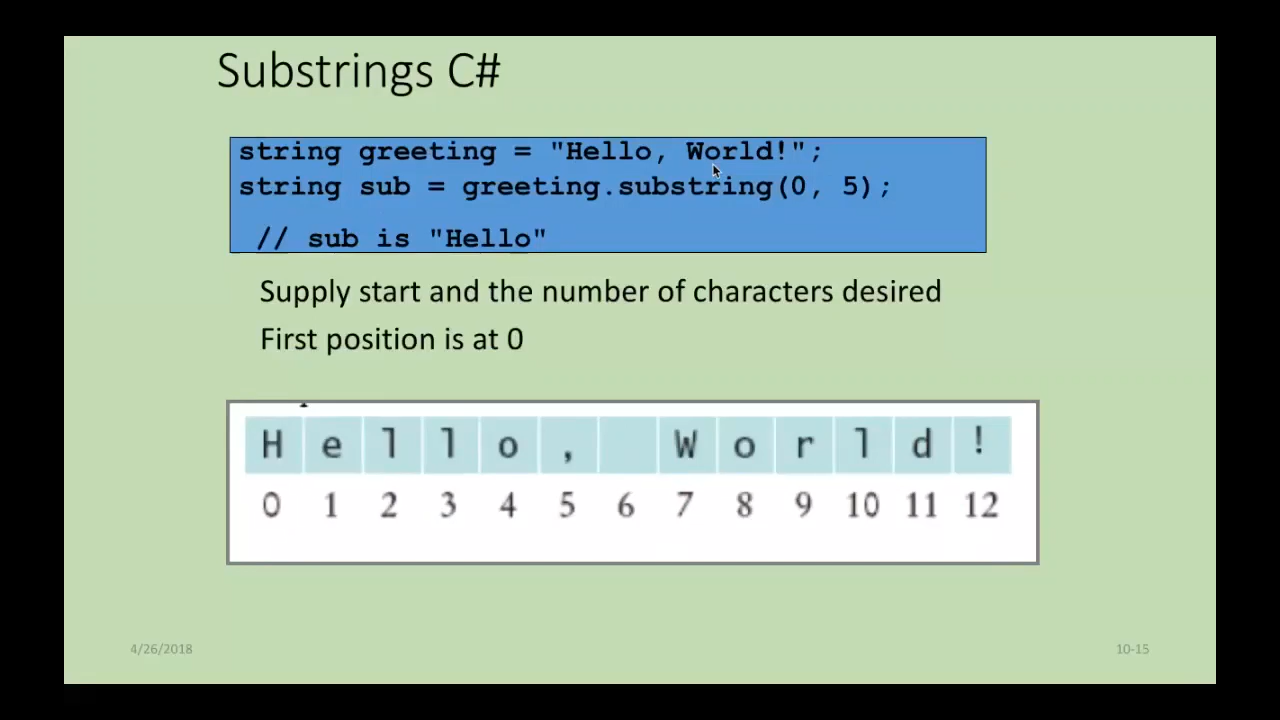 Substrings C#
string greeting = "Hello, World!";
string sub = greeting.substring(0, 5);
// sub is "Hello"
Supply start and the number of characters desired
First position is at 0
H e l l o , W o r l d !
0 1 2 3 4 5 6 7 8 9 10 11 12
4/26/2018
10-15